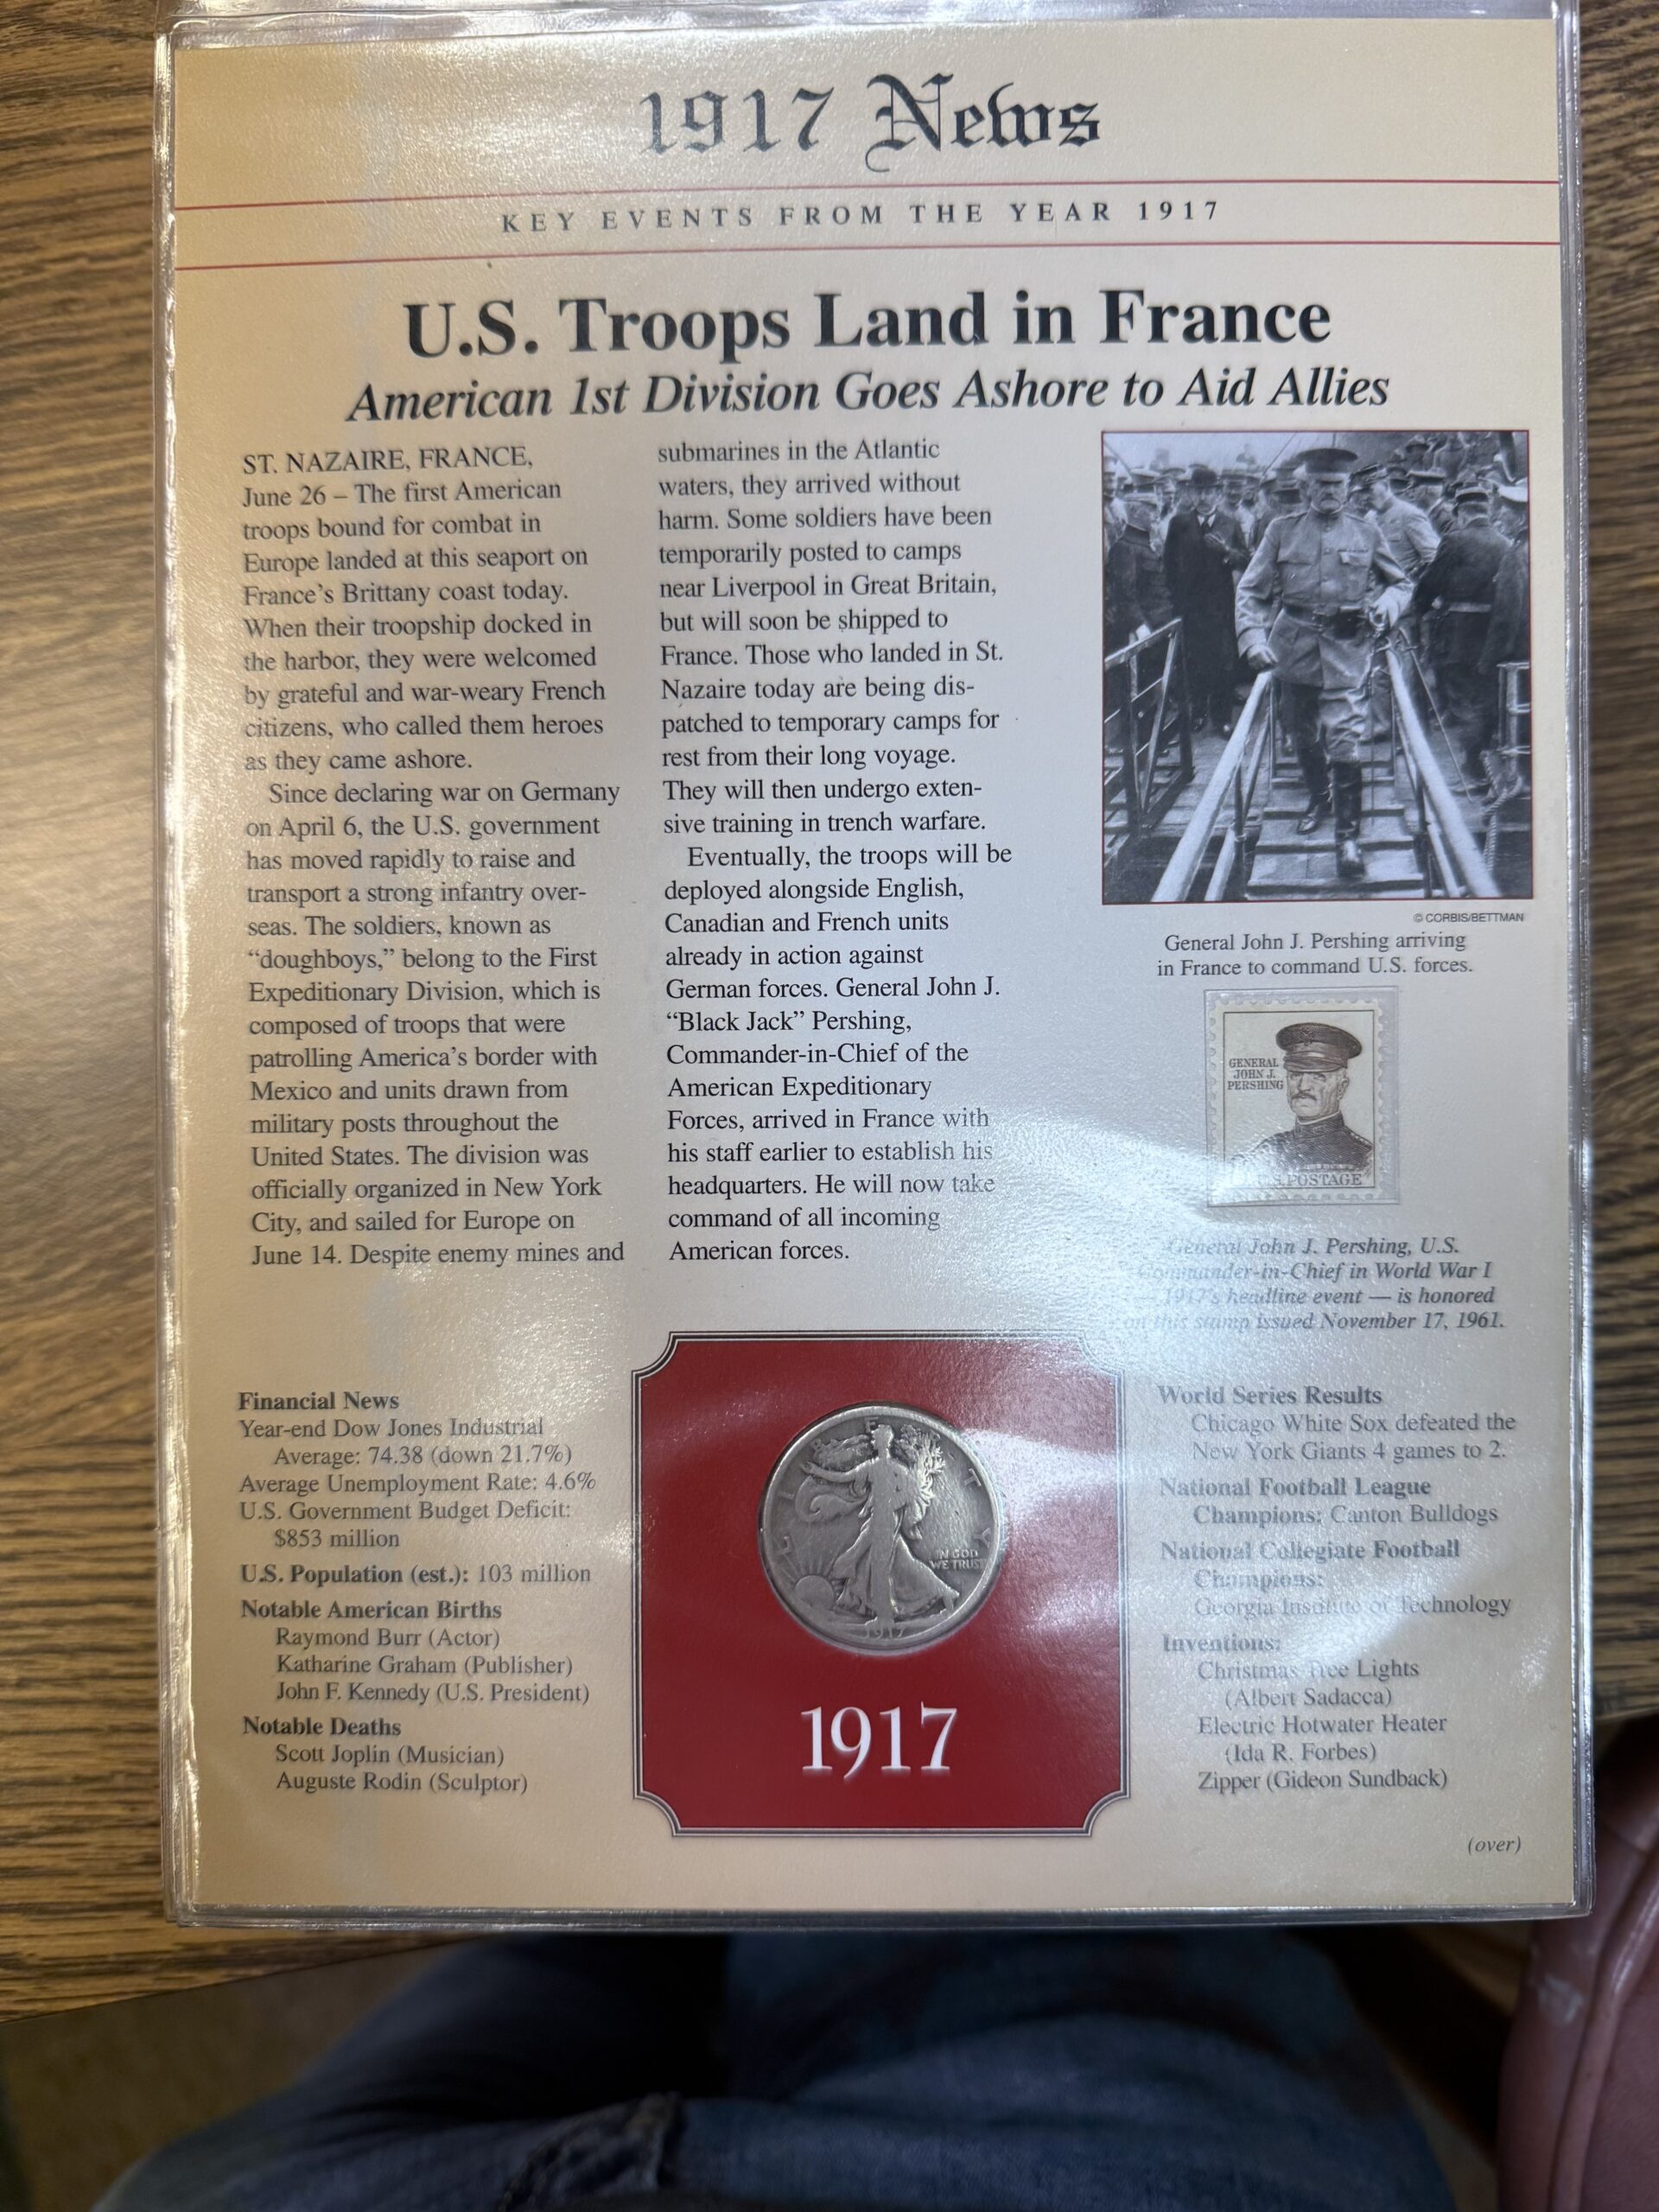 1917 News
KEY EVENTS FROM THE YEAR 1917
U.S. Troops Land in France
American 1st Division Goes Ashore to Aid Allies
ST. NAZAIRE, FRANCE,
June 26 – The first American
troops bound for combat in
Europe landed at this seaport on
France's Brittany coast today.
When their troopship docked in
the harbor, they were welcomed
by grateful and war-weary French
citizens, who called them heroes
as they came ashore.
Since declaring war on Germany
on April 6, the U.S. government
has moved rapidly to raise and
transport a strong infantry over-
seas. The soldiers, known as
“doughboys,” belong to the First
Expeditionary Division, which is
composed of troops that were
patrolling America's border with
Mexico and units drawn from
military posts throughout the
United States. The division was
officially organized in New York
City, and sailed for Europe on
June 14. Despite enemy mines and
submarines in the Atlantic
waters, they arrived without
harm. Some soldiers have been
temporarily posted to camps
near Liverpool in Great Britain,
but will soon be shipped to
France. Those who landed in St.
Nazaire today are being dis-
patched to temporary camps for
rest from their long voyage.
They will then undergo exten-
sive training in trench warfare.
Eventually, the troops will be
deployed alongside English,
Canadian and French units
already in action against
German forces. General John J.
“Black Jack” Pershing,
Commander-in-Chief of the
American Expeditionary
Forces, arrived in France with
his staff earlier to establish his
headquarters. He will now take
command of all incoming
American forces.
© CORBIS/BETTMAN
General John J. Pershing arriving
in France to command U.S. forces.
GENERAL
JOHN J.
PERSHING
U.S. POSTAGE
General John J. Pershing, U.S.
Commander-in-Chief in World War I
— 1917's headline event — is honored
on this stamp issued November 17, 1961.
Financial News
Year-end Dow Jones Industrial
Average: 74.38 (down 21.7%)
Average Unemployment Rate: 4.6%
U.S. Government Budget Deficit:
$853 million
U.S. Population (est.): 103 million
Notable American Births
Raymond Burr (Actor)
Katharine Graham (Publisher)
John F. Kennedy (U.S. President)
Notable Deaths
Scott Joplin (Musician)
Auguste Rodin (Sculptor)
LIBERTY
IN GOD
WE TRUST
1917
1917
World Series Results
Chicago White Sox defeated the
New York Giants 4 games to 2.
National Football League
Champions: Canton Bulldogs
National Collegiate Football
Champions:
Georgia Institute of Technology
Inventions:
Christmas Tree Lights
(Albert Sadacca)
Electric Hotwater Heater
(Ida R. Forbes)
Zipper (Gideon Sundback)
(over)